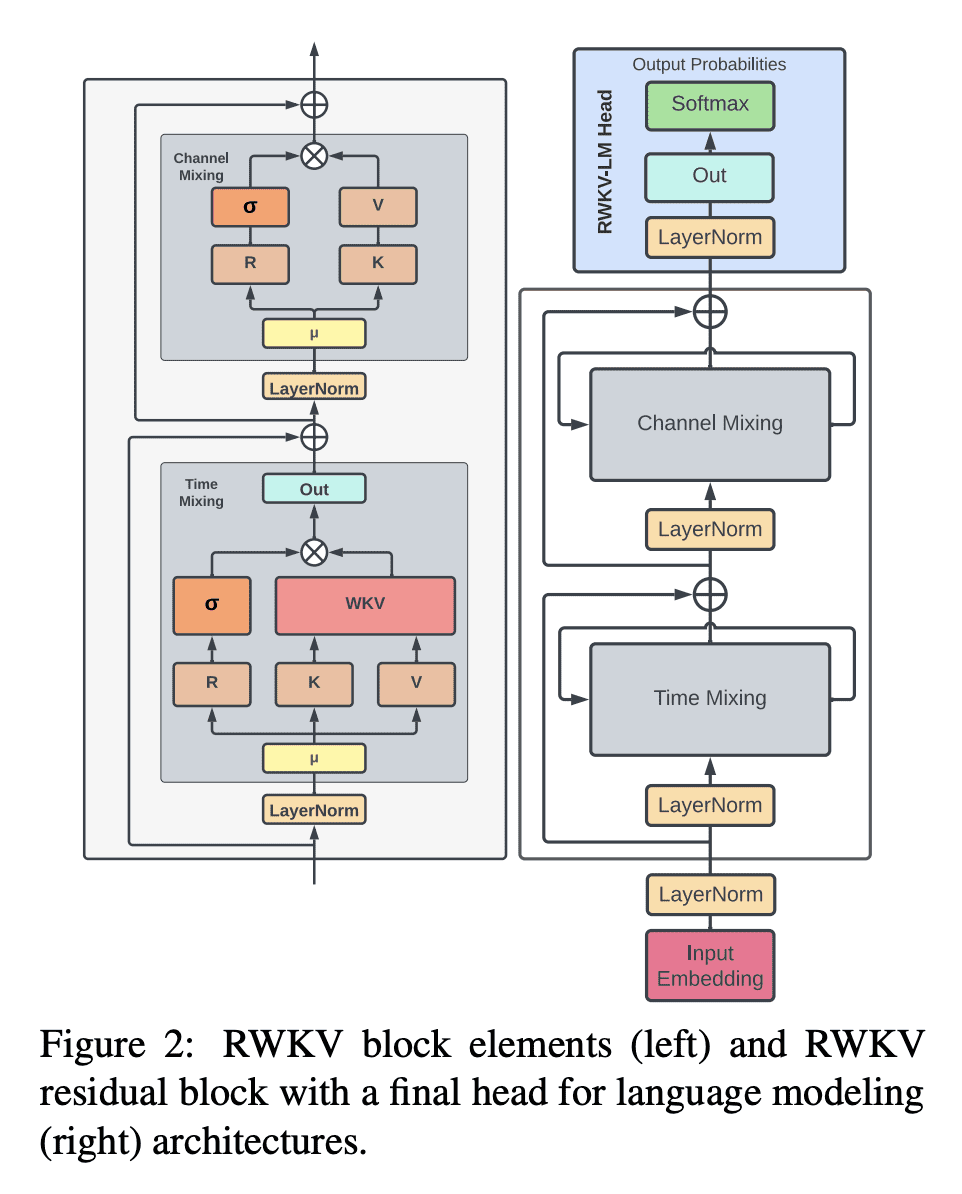 Channel
Mixing
σ
V
R
K
μ
LayerNorm
Time
Mixing
Out
σ
WKV
R
K
V
μ
LayerNorm
Output Probabilities
RWKV-LM Head
Softmax
Out
LayerNorm
Channel Mixing
LayerNorm
Time Mixing
LayerNorm
LayerNorm
Input
Embedding
Figure 2: RWKV block elements (left) and RWKV
residual block with a final head for language modeling
(right) architectures.